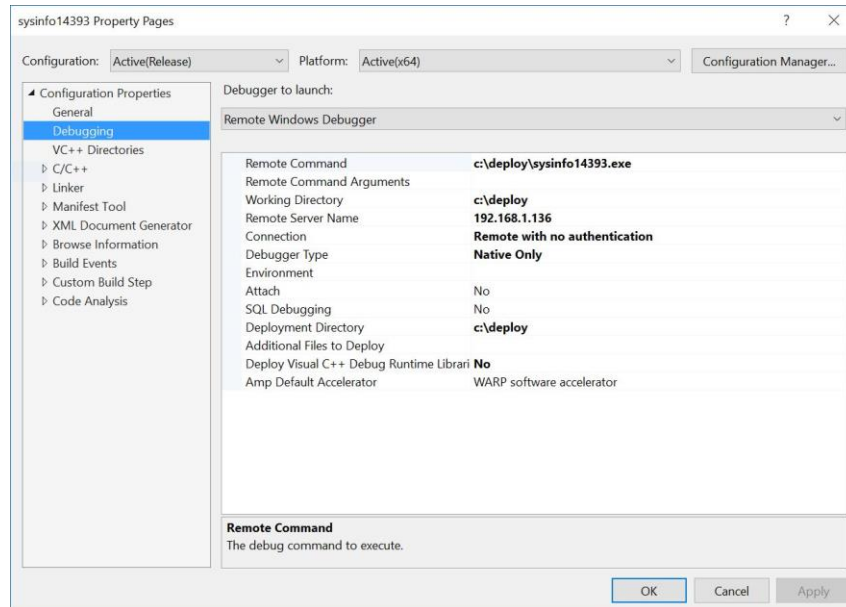 sysinfo14393 Property Pages
?
Configuration: Active(Release) Platform: Active(x64) Configuration Manager...
Configuration Properties
General
Debugging
VC++ Directories
C/C++
Linker
Manifest Tool
XML Document Generator
Browse Information
Build Events
Custom Build Step
Code Analysis
Debugger to launch:
Remote Windows Debugger
Remote Command c:\deploy\sysinfo14393.exe
Remote Command Arguments
Working Directory c:\deploy
Remote Server Name 192.168.1.136
Connection Remote with no authentication
Debugger Type Native Only
Environment
Attach No
SQL Debugging No
Deployment Directory c:\deploy
Additional Files to Deploy
Deploy Visual C++ Debug Runtime Librari No
Amp Default Accelerator WARP software accelerator
Remote Command
The debug command to execute.
OK Cancel Apply